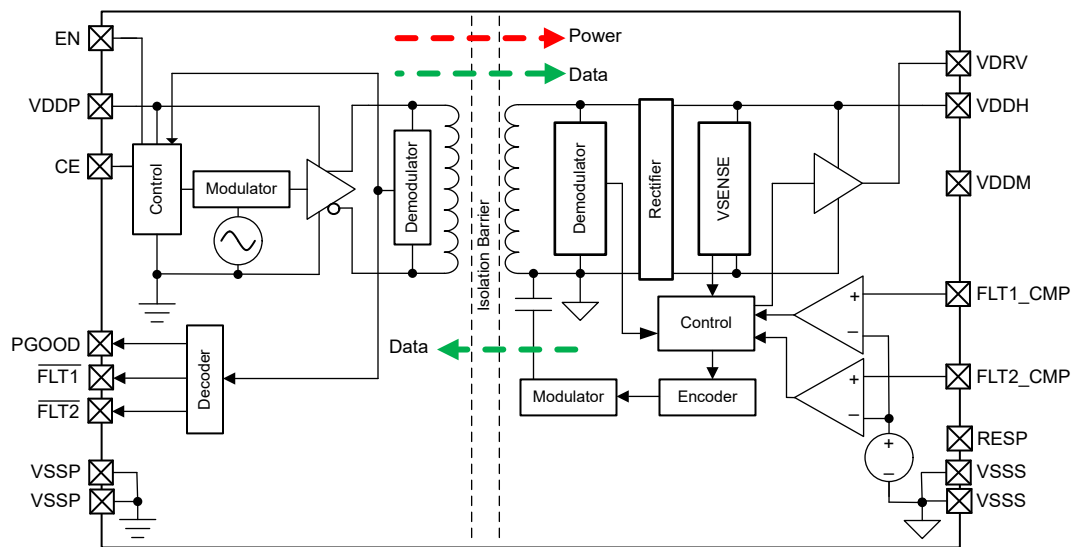 EN
VDDP
CE
PGOOD
FLT1
FLT2
VSSP
VSSP
Control
Modulator
Demodulator
Decoder
Power
Data
Data
Isolation Barrier
Demodulator
Rectifier
VSENSE
Control
Modulator
Encoder
+
−
+
−
+
−
VDRV
VDDH
VDDM
FLT1_CMP
FLT2_CMP
RESP
VSSS
VSSS